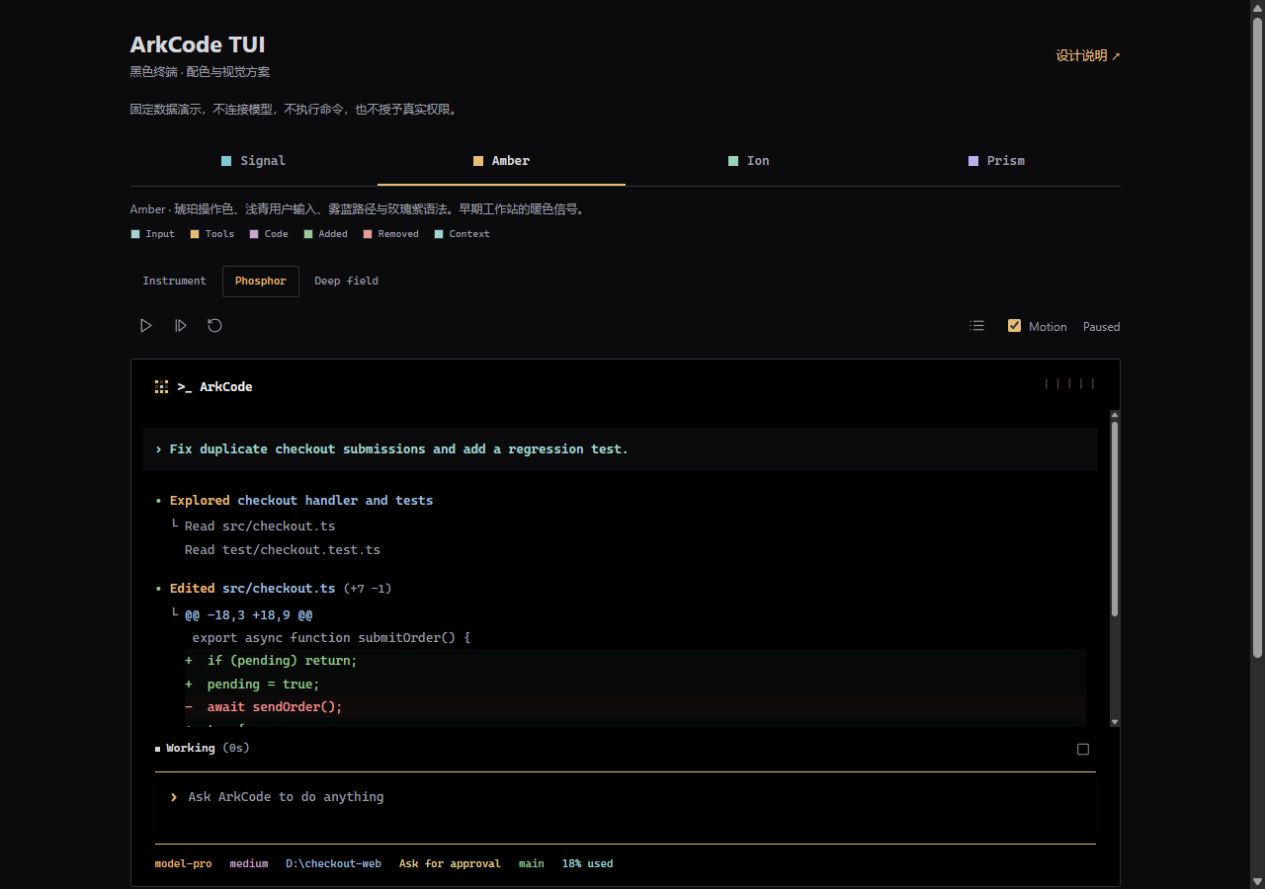 ArkCode TUI
黑色终端 · 配色与视觉方案
设计说明 ↗
固定数据演示，不连接模型，不执行命令，也不授予真实权限。
Signal Amber Ion Prism
Amber · 琥珀操作色、浅青用户输入、雾蓝路径与玫瑰紫语法。早期工作站的暖色信号。
Input Tools Code Added Removed Context
Instrument Phosphor Deep field
Motion Paused
>_ ArkCode
› Fix duplicate checkout submissions and add a regression test.
• Explored checkout handler and tests
└ Read src/checkout.ts
Read test/checkout.test.ts
• Edited src/checkout.ts (+7 -1)
└ @@ -18,3 +18,9 @@
export async function submitOrder() {
+ if (pending) return;
+ pending = true;
- await sendOrder();
▪ Working (0s)
› Ask ArkCode to do anything
model-pro medium D:\checkout-web Ask for approval main 18% used